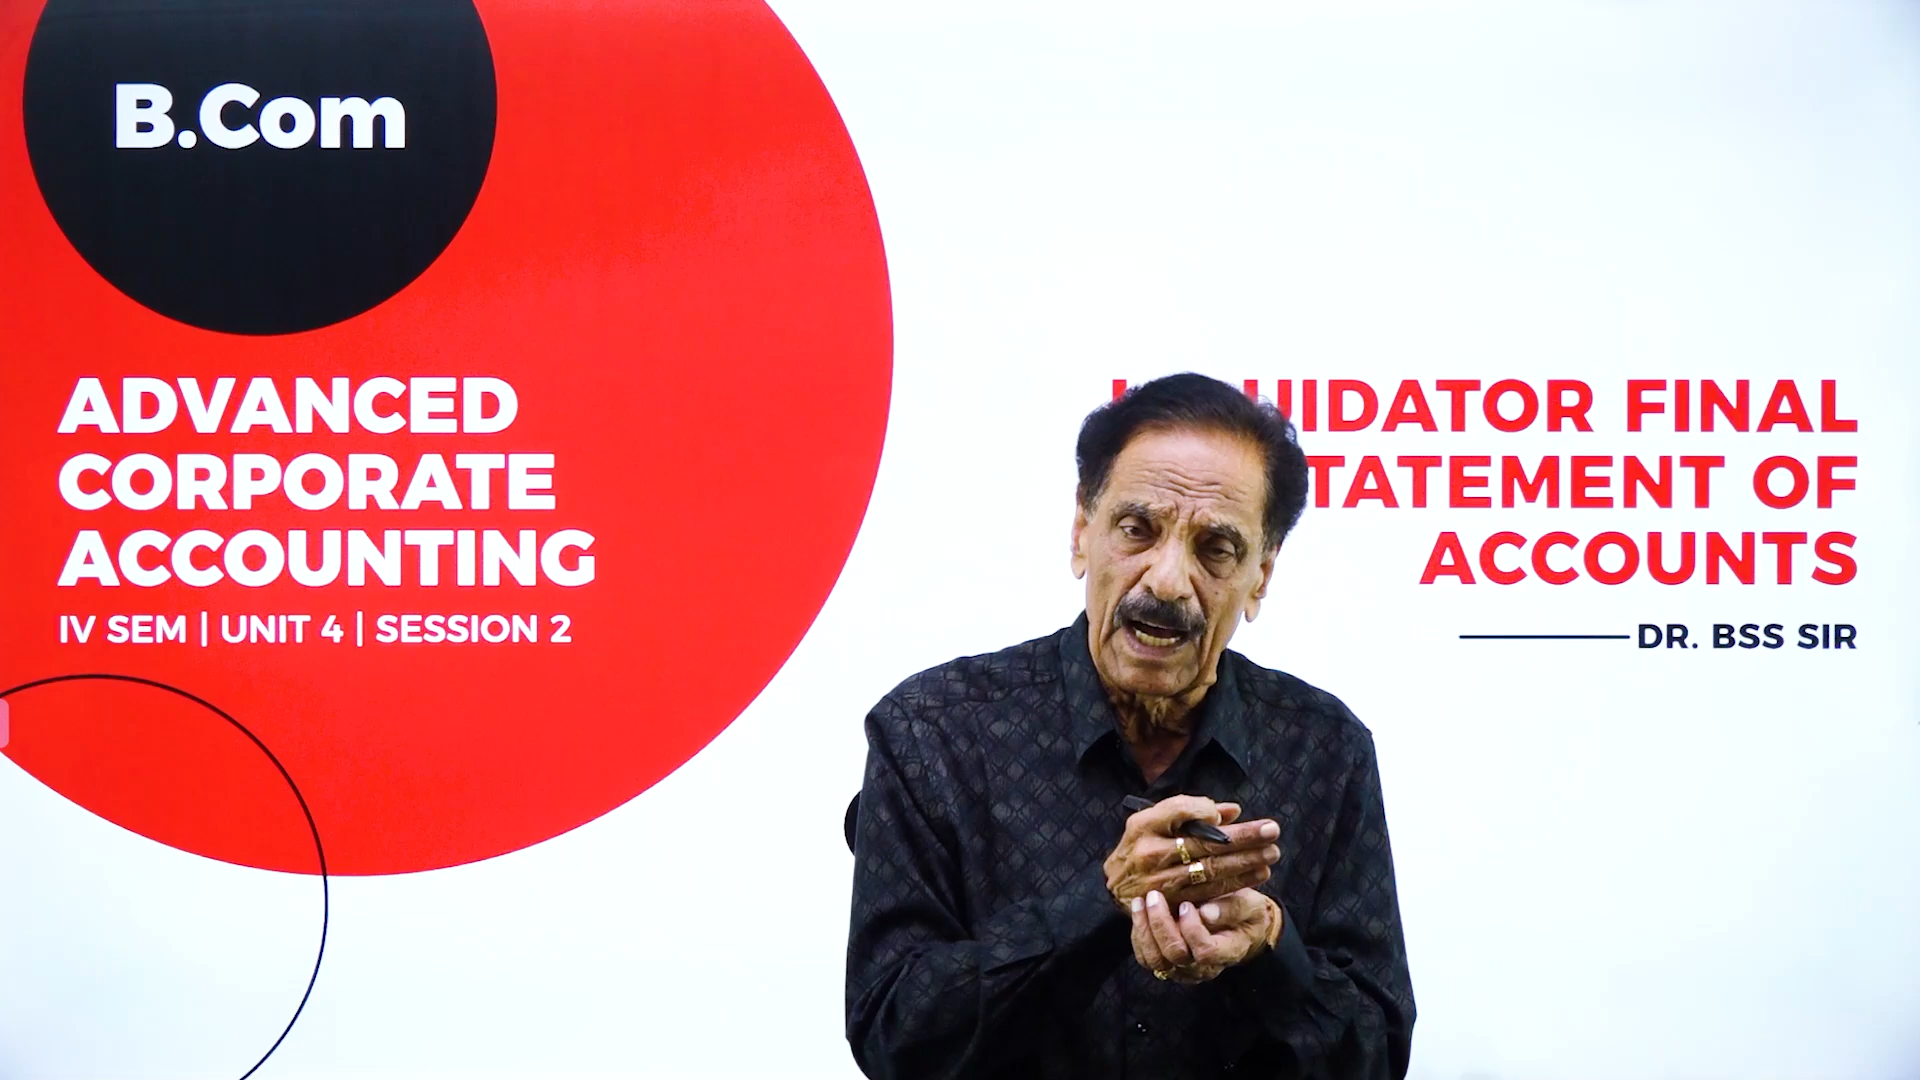 B.Com
ADVANCED
CORPORATE
ACCOUNTING
IV SEM | UNIT 4 | SESSION 2
FINAL
OF
ACCOUNTS
DR. BSS SIR